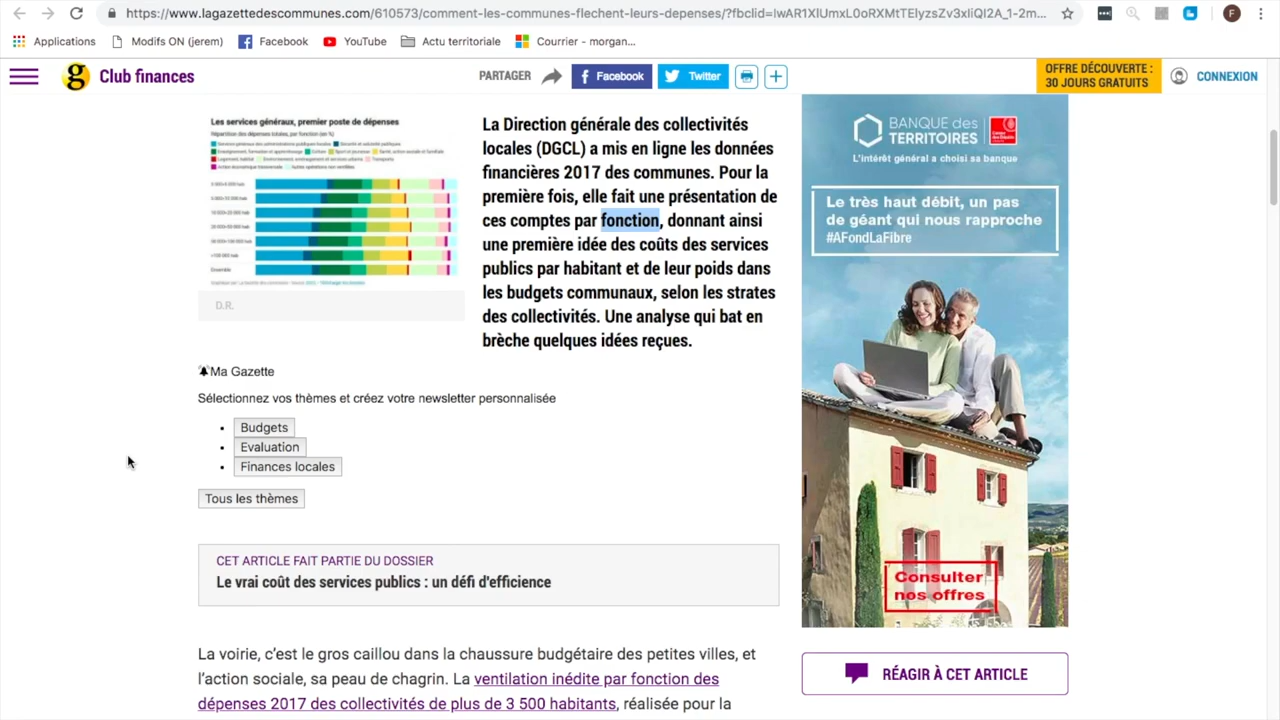 https://www.lagazettedescommunes.com/610573/comment-les-communes-flechent-leurs-depenses/?fbclid=IwAR1XlUmxL0oRXMtTElyzsZv3xIiQI2A_1-2m...
Applications
Modifs ON (jerem)
Facebook
YouTube
Actu territoriale
Courrier - morgan...
F
g Club finances
PARTAGER
Facebook
Twitter
OFFRE DÉCOUVERTE :
30 JOURS GRATUITS
CONNEXION
Les services généraux, premier poste de dépenses
Répartition des dépenses totales, par fonction (en %)
Ensemble
D.R.
La Direction générale des collectivités
locales (DGCL) a mis en ligne les données
financières 2017 des communes. Pour la
première fois, elle fait une présentation de
ces comptes par fonction, donnant ainsi
une première idée des coûts des services
publics par habitant et de leur poids dans
les budgets communaux, selon les strates
des collectivités. Une analyse qui bat en
brèche quelques idées reçues.
BANQUE des
TERRITOIRES
L'intérêt général a choisi sa banque
Le très haut débit, un pas
de géant qui nous rapproche
#AFondLaFibre
Consulter
nos offres
Ma Gazette
Sélectionnez vos thèmes et créez votre newsletter personnalisée
Budgets
Evaluation
Finances locales
Tous les thèmes
CET ARTICLE FAIT PARTIE DU DOSSIER
Le vrai coût des services publics : un défi d'efficience
La voirie, c'est le gros caillou dans la chaussure budgétaire des petites villes, et
l'action sociale, sa peau de chagrin. La ventilation inédite par fonction des
dépenses 2017 des collectivités de plus de 3 500 habitants, réalisée pour la
RÉAGIR À CET ARTICLE